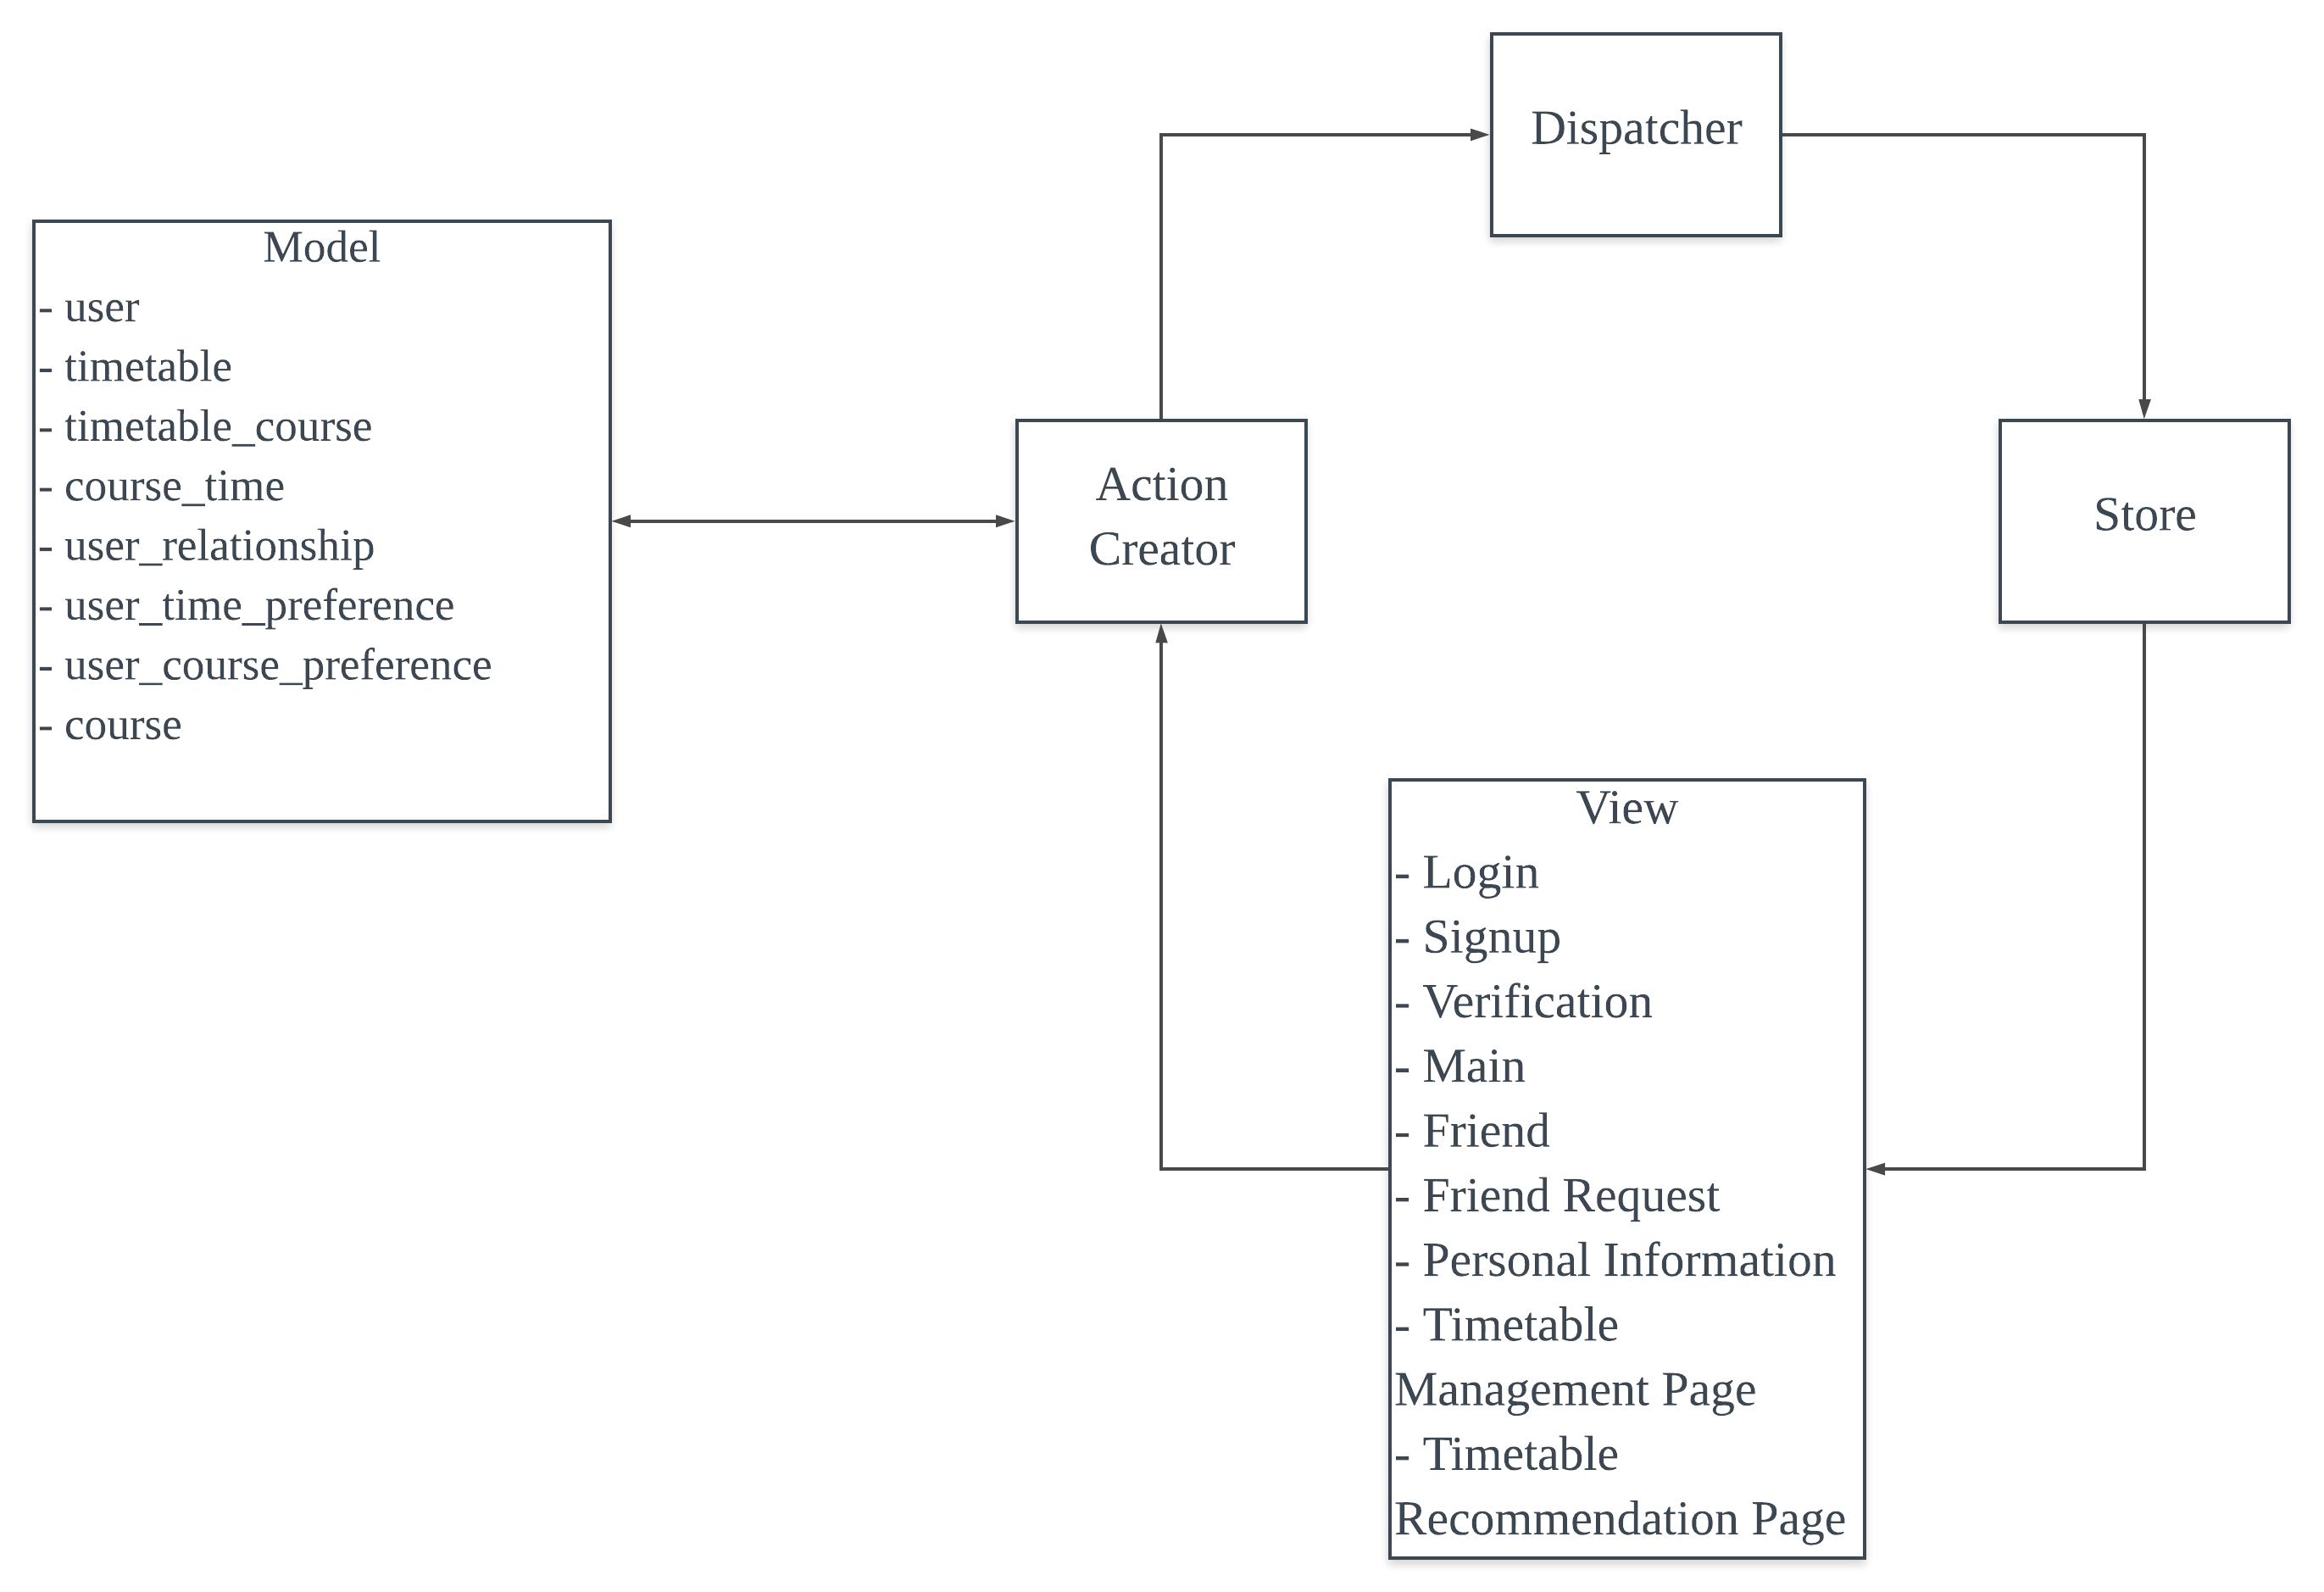 Dispatcher
Model
- user
- timetable
- timetable_course
- course_time
- user_relationship
- user_time_preference
- user_course_preference
- course
Action
Creator
Store
View
- Login
- Signup
- Verification
- Main
- Friend
- Friend Request
- Personal Information
- Timetable
Management Page
- Timetable
Recommendation Page